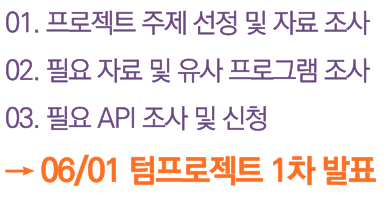 01. 프로젝트 주제 선정 및 자료 조사
02. 필요 자료 및 유사 프로그램 조사
03. 필요 API 조사 및 신청
→ 06/01 텀프로젝트 1차 발표